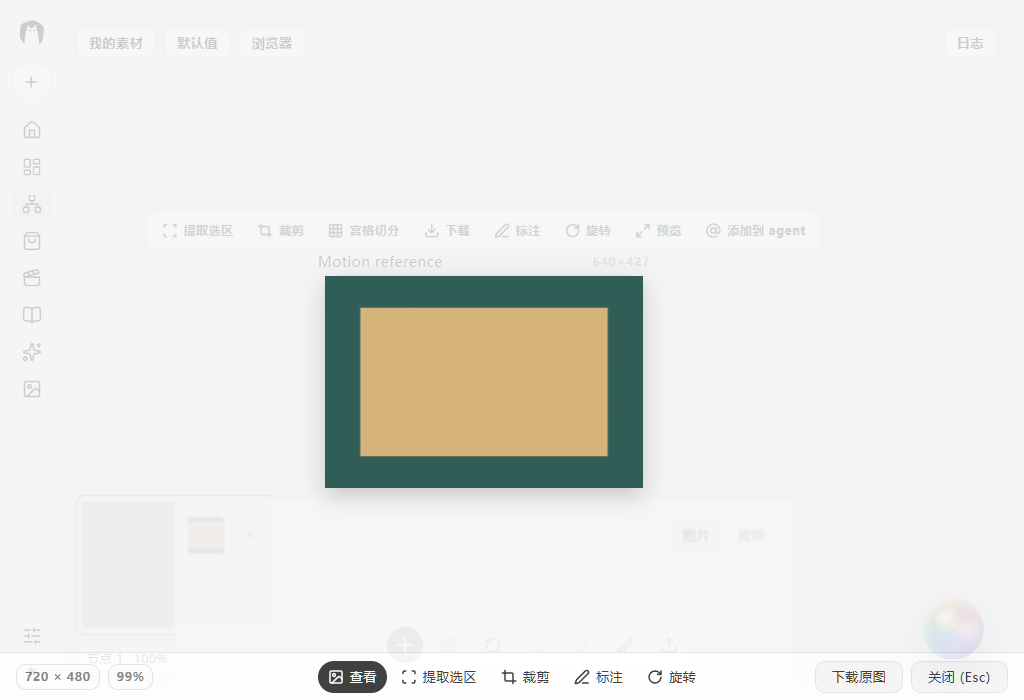 我的素材
默认值
浏览器
日志
提取选区
裁剪
宫格切分
下载
标注
旋转
预览
添加到 agent
Motion reference
640×427
图片
视频
节点 1
100%
720 × 480
99%
查看
提取选区
裁剪
标注
旋转
下载原图
关闭 (Esc)